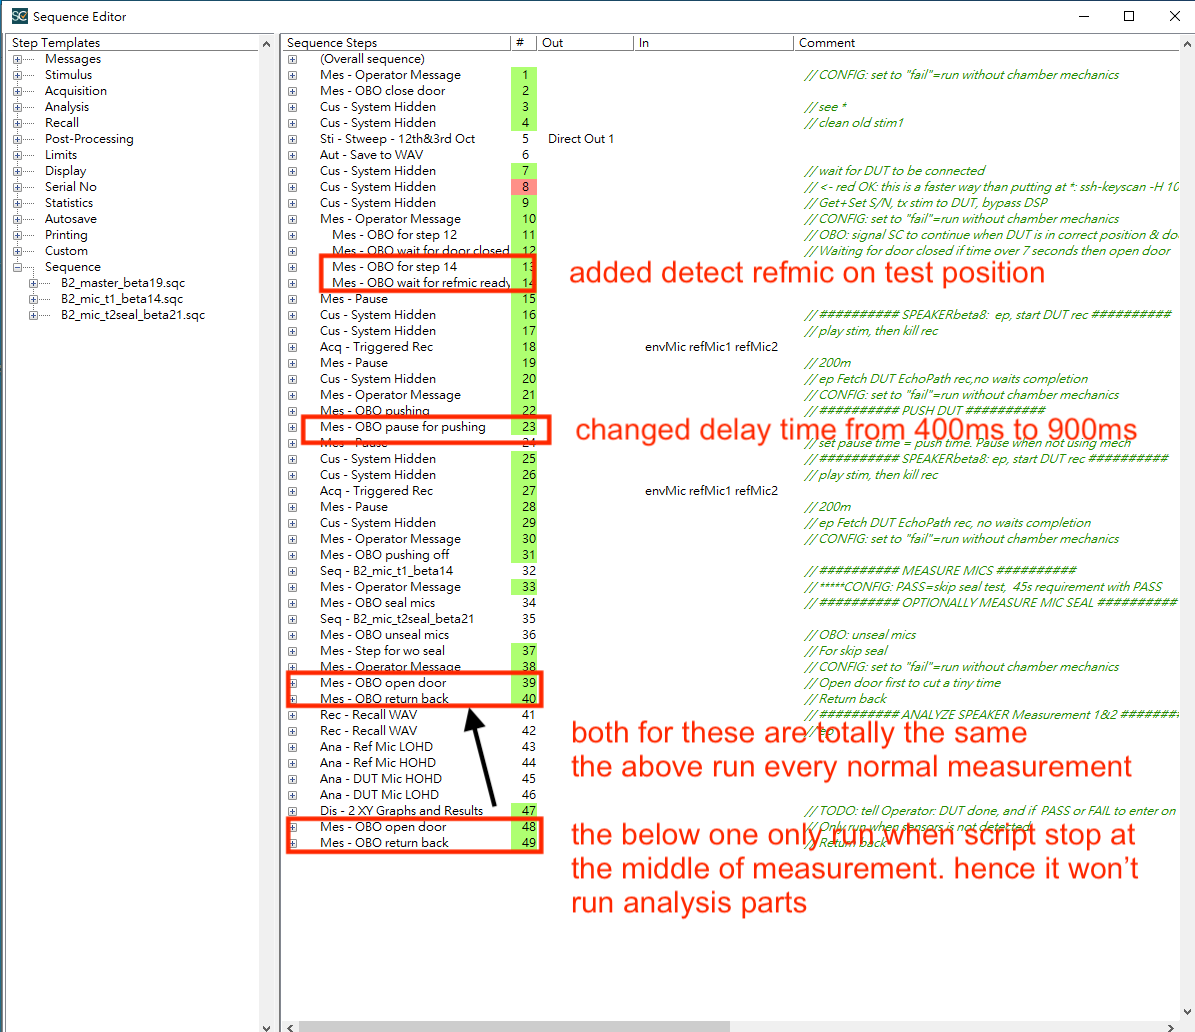 SC Sequence Editor
Step Templates
Messages
Stimulus
Acquisition
Analysis
Recall
Post-Processing
Limits
Display
Serial No
Statistics
Autosave
Printing
Custom
Sequence
B2_master_beta19.sqc
B2_mic_t1_beta14.sqc
B2_mic_t2seal_beta21.sqc
Sequence Steps # Out In Comment
(Overall sequence)
Mes - Operator Message 1 // CONFIG: set to "fail"=run without chamber mechanics
Mes - OBO close door 2
Cus - System Hidden 3 // see *
Cus - System Hidden 4 // clean old stim1
Sti - Stweep - 12th&3rd Oct 5 Direct Out 1
Aut - Save to WAV 6
Cus - System Hidden 7 // wait for DUT to be connected
Cus - System Hidden 8 // <- red OK: this is a faster way than putting at *: ssh-keyscan -H 10
Cus - System Hidden 9 // Get+Set S/N, tx stim to DUT, bypass DSP
Mes - Operator Message 10 // CONFIG: set to "fail"=run without chamber mechanics
Mes - OBO for step 12 11 // OBO: signal SC to continue when DUT is in correct position & do
Mes - OBO wait for door closed 12 // Waiting for door closed if time over 7 seconds then open door
Mes - OBO for step 14 13
Mes - OBO wait for refmic ready 14
added detect refmic on test position
Mes - Pause 15
Cus - System Hidden 16 // ########## SPEAKERbeta8: ep, start DUT rec ##########
Cus - System Hidden 17 // play stim, then kill rec
Acq - Triggered Rec 18 envMic refMic1 refMic2
Mes - Pause 19 // 200m
Cus - System Hidden 20 // ep Fetch DUT EchoPath rec,no waits completion
Mes - Operator Message 21 // CONFIG: set to "fail"=run without chamber mechanics
Mes - OBO pushing 22 // ########## PUSH DUT ##########
Mes - OBO pause for pushing 23
changed delay time from 400ms to 900ms
Mes - Pause 24 // set pause time = push time. Pause when not using mech
Cus - System Hidden 25 // ########## SPEAKERbeta8: ep, start DUT rec ##########
Cus - System Hidden 26 // play stim, then kill rec
Acq - Triggered Rec 27 envMic refMic1 refMic2
Mes - Pause 28 // 200m
Cus - System Hidden 29 // ep Fetch DUT EchoPath rec, no waits completion
Mes - Operator Message 30 // CONFIG: set to "fail"=run without chamber mechanics
Mes - OBO pushing off 31
Seq - B2_mic_t1_beta14 32 // ########## MEASURE MICS ##########
Mes - Operator Message 33 // *****CONFIG: PASS=skip seal test, 45s requirement with PASS
Mes - OBO seal mics 34 // ########## OPTIONALLY MEASURE MIC SEAL ##########
Seq - B2_mic_t2seal_beta21 35
Mes - OBO unseal mics 36 // OBO: unseal mics
Mes - Step for wo seal 37 // For skip seal
Mes - Operator Message 38 // CONFIG: set to "fail"=run without chamber mechanics
Mes - OBO open door 39 // Open door first to cut a tiny time
Mes - OBO return back 40 // Return back
Rec - Recall WAV 41 // ########## ANALYZE SPEAKER Measurement 1&2 #######
Rec - Recall WAV 42 // ep
both for these are totally the same
the above run every normal measurement
Ana - Ref Mic LOHD 43
Ana - Ref Mic HOHD 44
Ana - DUT Mic HOHD 45
Ana - DUT Mic LOHD 46
Dis - 2 XY Graphs and Results 47 // TODO: tell Operator: DUT done, and if PASS or FAIL to enter on
Mes - OBO open door 48 // Only run when sensors is not detected
Mes - OBO return back 49 // Return back
the below one only run when script stop at
the middle of measurement. hence it won't
run analysis parts